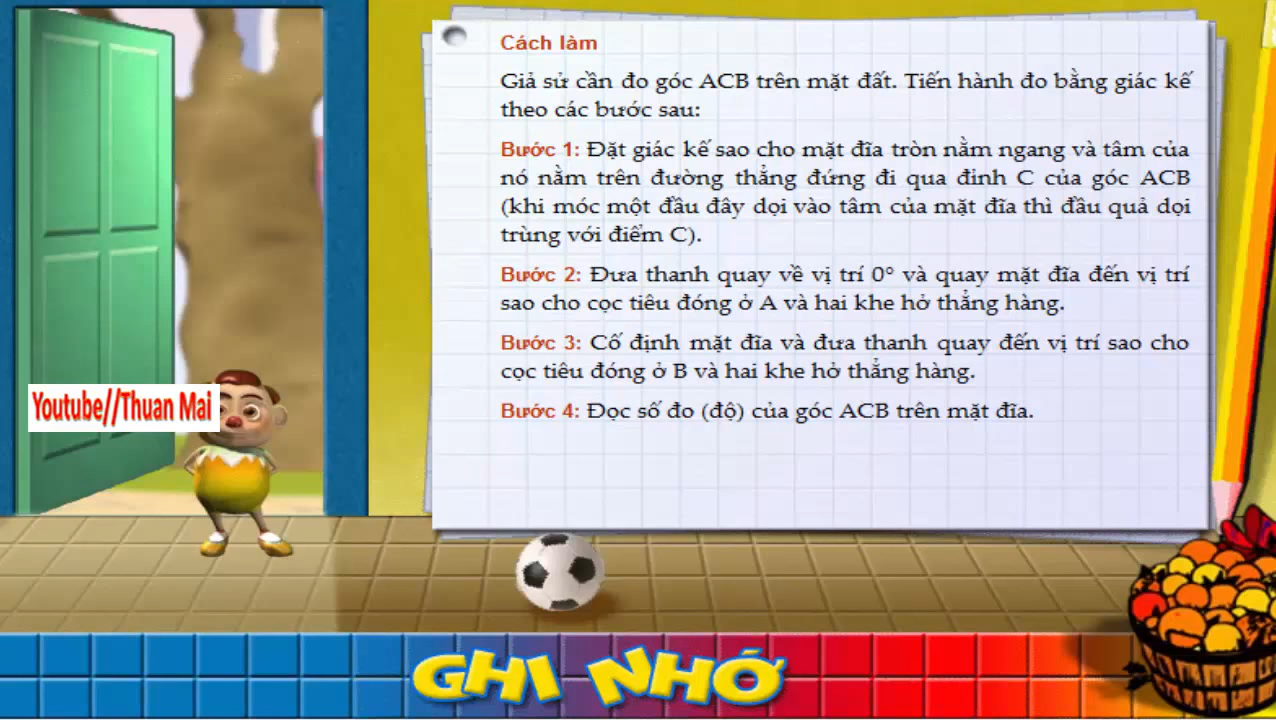 Cách làm
Giả sử cần đo góc ACB trên mặt đất. Tiến hành đo bằng giác kế
theo các bước sau:
Bước 1: Đặt giác kế sao cho mặt đĩa tròn nằm ngang và tâm của
nó nằm trên đường thẳng đứng đi qua đỉnh C của góc ACB
(khi móc một đầu đây dọi vào tâm của mặt đĩa thì đầu quả dọi
trùng với điểm C).
Bước 2: Đưa thanh quay về vị trí 0° và quay mặt đĩa đến vị trí
sao cho cọc tiêu đóng ở A và hai khe hở thẳng hàng.
Bước 3: Cố định mặt đĩa và đưa thanh quay đến vị trí sao cho
cọc tiêu đóng ở B và hai khe hở thẳng hàng.
Bước 4: Đọc số đo (độ) của góc ACB trên mặt đĩa.
Youtube//Thuan Mai
GHI NHỚ